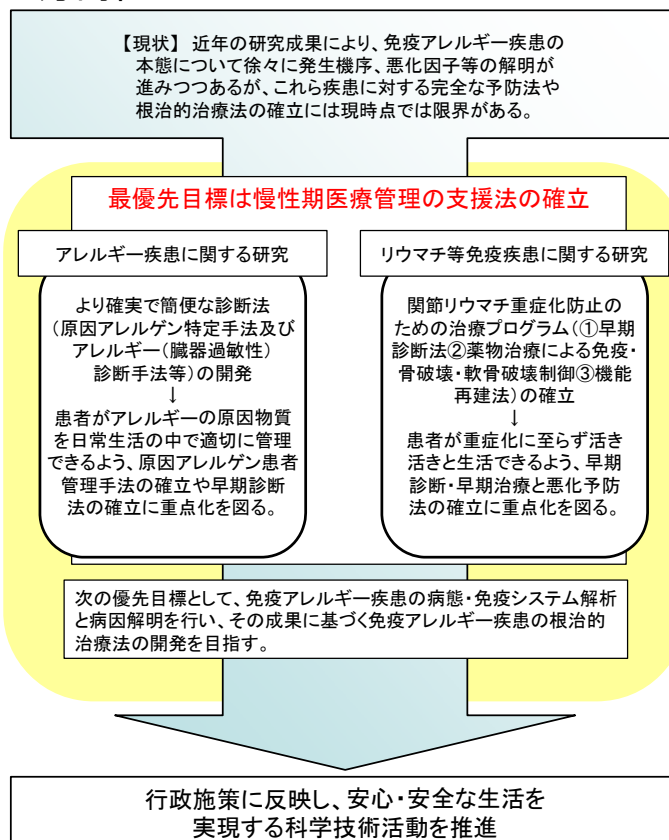 【現状】 近年の研究成果により、免疫アレルギー疾患の
本態について徐々に発生機序、悪化因子等の解明が
進みつつあるが、これら疾患に対する完全な予防法や
根治的治療法の確立には現時点では限界がある。
最優先目標は慢性期医療管理の支援法の確立
アレルギー疾患に関する研究
より確実で簡便な診断法
(原因アレルゲン特定手法及び
アレルギー(臓器過敏性)
診断手法等)の開発
↓
患者がアレルギーの原因物質
を日常生活の中で適切に管理
できるよう、原因アレルゲン患者
管理手法の確立や早期診断
法の確立に重点化を図る。
リウマチ等免疫疾患に関する研究
関節リウマチ重症化防止の
ための治療プログラム(①早期
診断法②薬物治療による免疫・
骨破壊・軟骨破壊制御③機能
再建法)の確立
↓
患者が重症化に至らず活き
活きと生活できるよう、早期
診断・早期治療と悪化予防
法の確立に重点化を図る。
次の優先目標として、免疫アレルギー疾患の病態・免疫システム解析
と病因解明を行い、その成果に基づく免疫アレルギー疾患の根治的
治療法の開発を目指す。
行政施策に反映し、安心・安全な生活を
実現する科学技術活動を推進